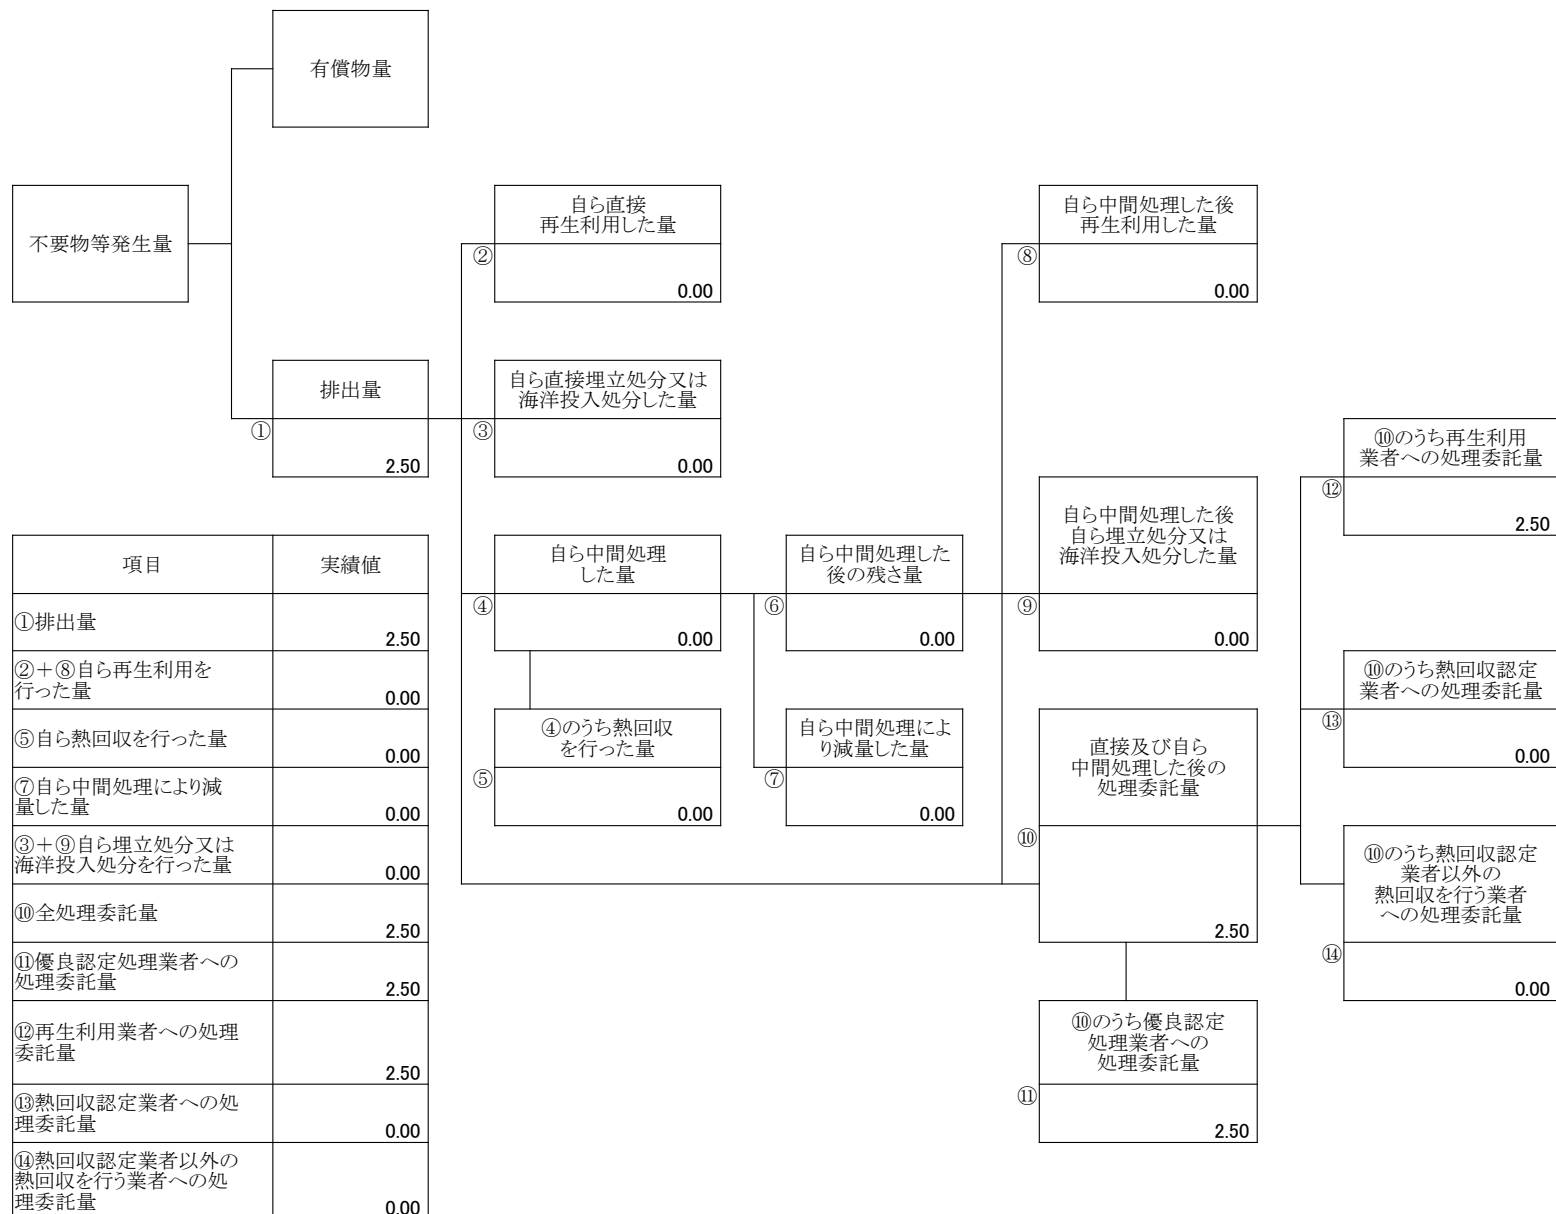 有償物量
不要物等発生量
自ら直接
再生利用した量
②
0.00
自ら中間処理した後
再生利用した量
⑧
0.00
排出量
①
2.50
自ら直接埋立処分又は
海洋投入処分した量
③
0.00
⑩のうち再生利用
業者への処理委託量
⑫
2.50
自ら中間処理
した量
④
0.00
自ら中間処理した
後の残さ量
⑥
0.00
自ら中間処理した後
自ら埋立処分又は
海洋投入処分した量
⑨
0.00
⑩のうち熱回収認定
業者への処理委託量
⑬
0.00
④のうち熱回収
を行った量
⑤
0.00
自ら中間処理によ
り減量した量
⑦
0.00
直接及び自ら
中間処理した後の
処理委託量
⑩
2.50
⑩のうち熱回収認定
業者以外の
熱回収を行う業者
への処理委託量
⑭
0.00
⑩のうち優良認定
処理業者への
処理委託量
⑪
2.50
項目 実績値
①排出量
2.50
②+⑧自ら再生利用を
行った量
0.00
⑤自ら熱回収を行った量
0.00
⑦自ら中間処理により減
量した量
0.00
③+⑨自ら埋立処分又は
海洋投入処分を行った量
0.00
⑩全処理委託量
2.50
⑪優良認定処理業者への
処理委託量
2.50
⑫再生利用業者への処理
委託量
2.50
⑬熱回収認定業者への処
理委託量
0.00
⑭熱回収認定業者以外の
熱回収を行う業者への処
理委託量
0.00